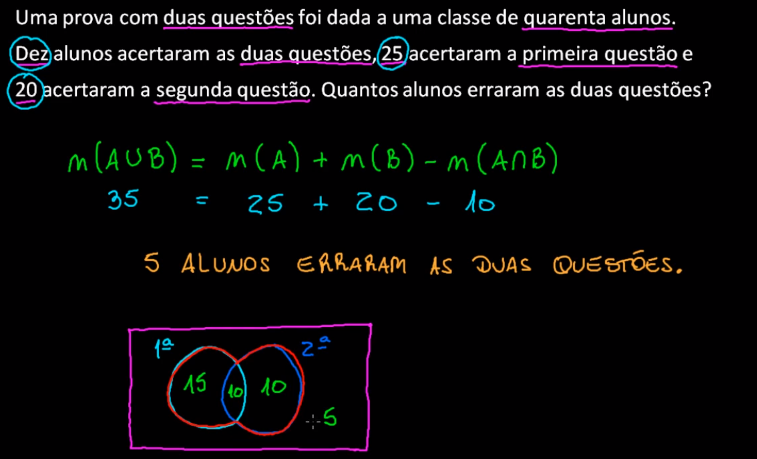 Uma prova com duas questões foi dada a uma classe de quarenta alunos.
Dez alunos acertaram as duas questões, 25 acertaram a primeira questão e
20 acertaram a segunda questão. Quantos alunos erraram as duas questões?
n(A∪B) = n(A) + n(B) - n(A∩B)
35 = 25 + 20 - 10
5 ALUNOS ERRARAM AS DUAS QUESTÕES.
1ª 2ª
15 10 10
5